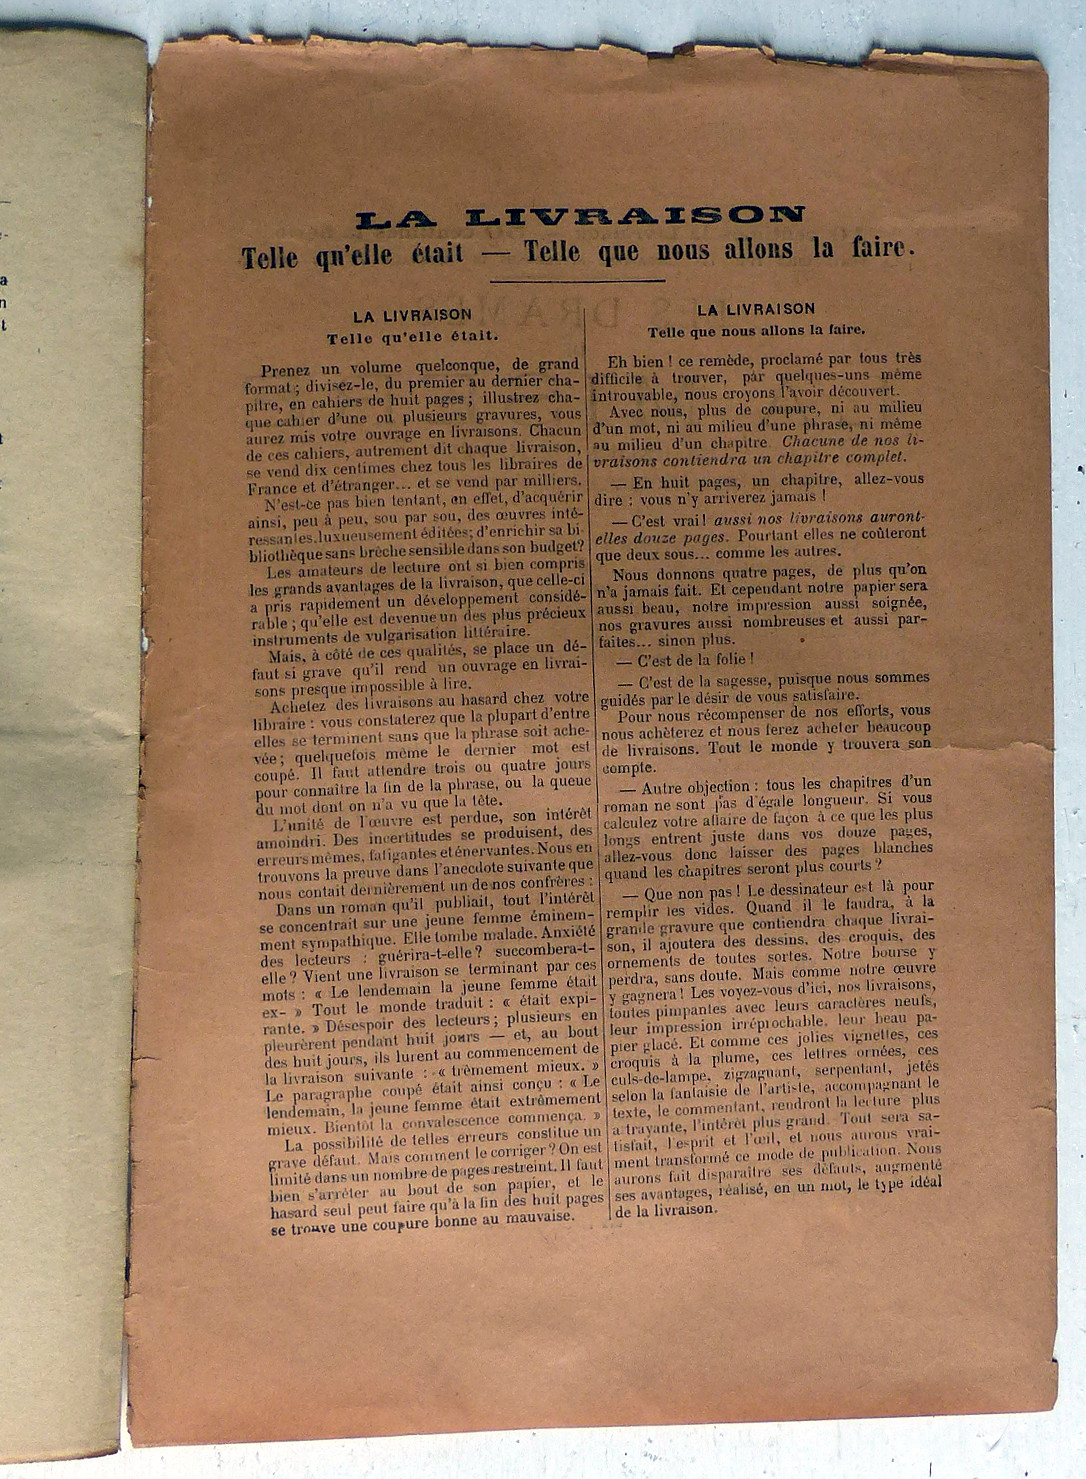 LA LIVRAISON
Telle qu'elle était — Telle que nous allons la faire.
LA LIVRAISON
Telle qu'elle était.
Prenez un volume quelconque, de grand
format; divisez-le, du premier au dernier cha-
pitre, en cahiers de huit pages; illustrez cha-
que cahier d'une ou plusieurs gravures, vous
aurez mis votre ouvrage en livraisons. Chacun
de ces cahiers, autrement dit chaque livraison,
se vend dix centimes chez tous les libraires de
France et d'étranger... et se vend par milliers.
N'est-ce pas bien tentant, en effet, d'acquérir
ainsi, peu à peu, sou par sou, des œuvres inté-
ressantes, luxueusement éditées; d'enrichir sa bi-
bliothèque sans brèche sensible dans son budget?
Les amateurs de lecture ont si bien compris
les grands avantages de la livraison, que celle-ci
a pris rapidement un développement considé-
rable; qu'elle est devenue un des plus précieux
instruments de vulgarisation littéraire.
Mais, à côté de ces qualités, se place un dé-
faut si grave qu'il rend un ouvrage en livrai-
sons presque impossible à lire.
Achetez des livraisons au hasard chez votre
libraire : vous constaterez que la plupart d'entre
elles se terminent sans que la phrase soit ache-
vée; quelquefois même le dernier mot est
coupé. Il faut attendre trois ou quatre jours
pour connaître la fin de la phrase, ou la queue
du mot dont on n'a vu que la tête.
L'unité de l'œuvre est perdue, son intérêt
amoindri. Des incertitudes se produisent, des
erreurs mêmes, fatigantes et énervantes. Nous en
trouvons la preuve dans l'anecdote suivante que
nous contait dernièrement un de nos confrères :
Dans un roman qu'il publiait, tout l'intérêt
se concentrait sur une jeune femme éminem-
ment sympathique. Elle tombe malade. Anxiété
des lecteurs : guérira-t-elle? succombera-t-
elle? Vient une livraison se terminant par ces
mots : « Le lendemain la jeune femme était
ex- » Tout le monde traduit : « était expi-
rante. » Désespoir des lecteurs; plusieurs en
pleurèrent pendant huit jours — et, au bout
des huit jours, ils lurent au commencement de
la livraison suivante : « trêmement mieux. »
Le paragraphe coupé était ainsi conçu : « Le
lendemain, la jeune femme était extrêmement
mieux. Bientôt la convalescence commença. »
La possibilité de telles erreurs constitue un
grave défaut. Mais comment le corriger? On est
limité dans un nombre de pages restreint. Il faut
bien s'arrêter au bout de son papier, et le
hasard seul peut faire qu'à la fin des huit pages
se trouve une coupure bonne au mauvaise.
LA LIVRAISON
Telle que nous allons la faire.
Eh bien! ce remède, proclamé par tous très
difficile à trouver, par quelques-uns même
introuvable, nous croyons l'avoir découvert.
Avec nous, plus de coupure, ni au milieu
d'un mot, ni au milieu d'une phrase, ni même
au milieu d'un chapitre. Chacune de nos li-
vraisons contiendra un chapitre complet.
— En huit pages, un chapitre, allez-vous
dire : vous n'y arriverez jamais!
— C'est vrai! aussi nos livraisons auront-
elles douze pages. Pourtant elles ne coûteront
que deux sous... comme les autres.
Nous donnons quatre pages, de plus qu'on
n'a jamais fait. Et cependant notre papier sera
aussi beau, notre impression aussi soignée,
nos gravures aussi nombreuses et aussi par-
faites... sinon plus.
— C'est de la folie!
— C'est de la sagesse, puisque nous sommes
guidés par le désir de vous satisfaire.
Pour nous récompenser de nos efforts, vous
nous achèterez et nous ferez acheter beaucoup
de livraisons. Tout le monde y trouvera son
compte.
— Autre objection : tous les chapitres d'un
roman ne sont pas d'égale longueur. Si vous
calculez votre affaire de façon à ce que les plus
longs entrent juste dans vos douze pages,
allez-vous donc laisser des pages blanches
quand les chapitres seront plus courts?
— Que non pas! Le dessinateur est là pour
remplir les vides. Quand il le faudra, à la
grande gravure que contiendra chaque livrai-
son, il ajoutera des dessins, des croquis, des
ornements de toutes sortes. Notre bourse y
perdra, sans doute. Mais comme notre œuvre
y gagnera! Les voyez-vous d'ici, nos livraisons,
toutes pimpantes avec leurs caractères neufs,
leur impression irréprochable, leur beau pa-
pier glacé. Et comme ces jolies vignettes, ces
croquis à la plume, ces lettres ornées, ces
culs-de-lampe, zigzaguant, serpentant, jetés
selon la fantaisie de l'artiste, accompagnant le
texte, le commentant, rendront la lecture plus
attrayante, l'intérêt plus grand. Tout sera sa-
tisfait, l'esprit et l'œil, et nous aurons vrai-
ment transformé ce mode de publication. Nous
aurons fait disparaître ses défauts, augmenté
ses avantages, réalisé, en un mot, le type idéal
de la livraison.